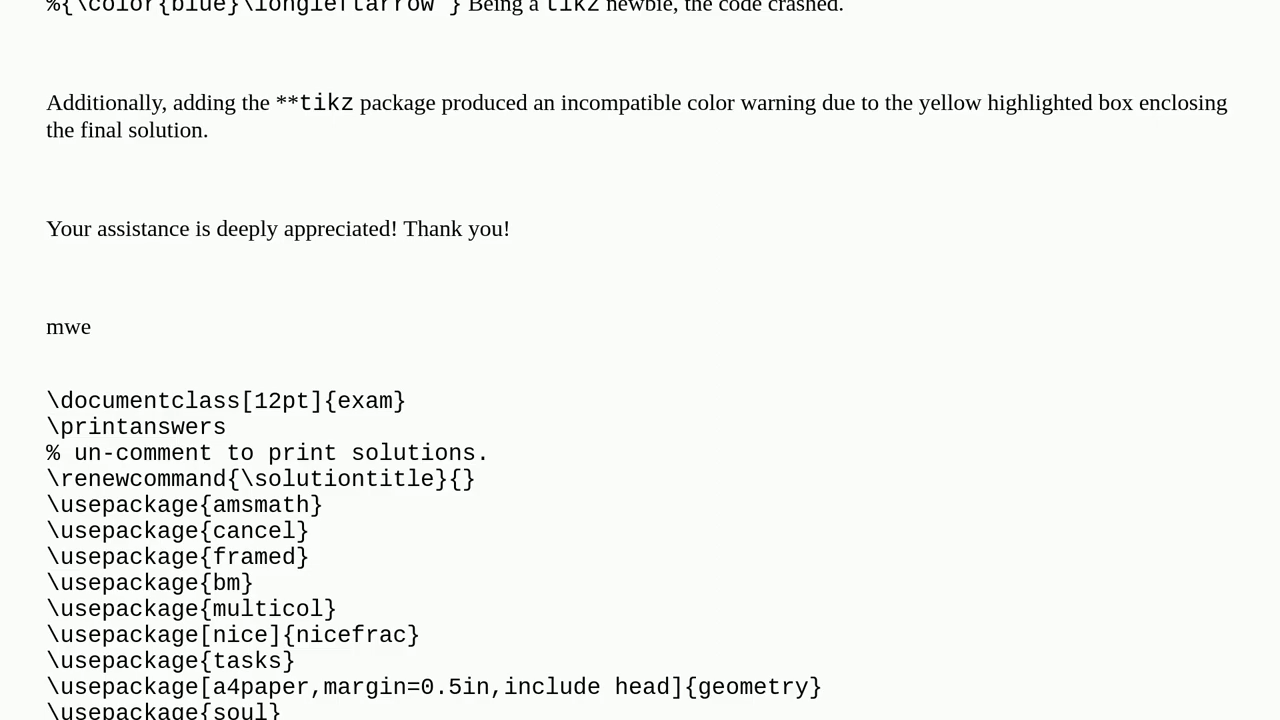 %{\color{blue}\longleftarrow }  Being a tikz newbie, the code crashed.
Additionally, adding the **tikz package produced an incompatible color warning due to the yellow highlighted box enclosing
the final solution.
Your assistance is deeply appreciated! Thank you!
mwe
\documentclass[12pt]{exam}
\printanswers
% un-comment to print solutions.
\renewcommand{\solutiontitle}{}
\usepackage{amsmath}
\usepackage{cancel}
\usepackage{framed}
\usepackage{bm}
\usepackage{multicol}
\usepackage[nice]{nicefrac}
\usepackage{tasks}
\usepackage[a4paper,margin=0.5in,include head]{geometry}
\usepackage{soul}